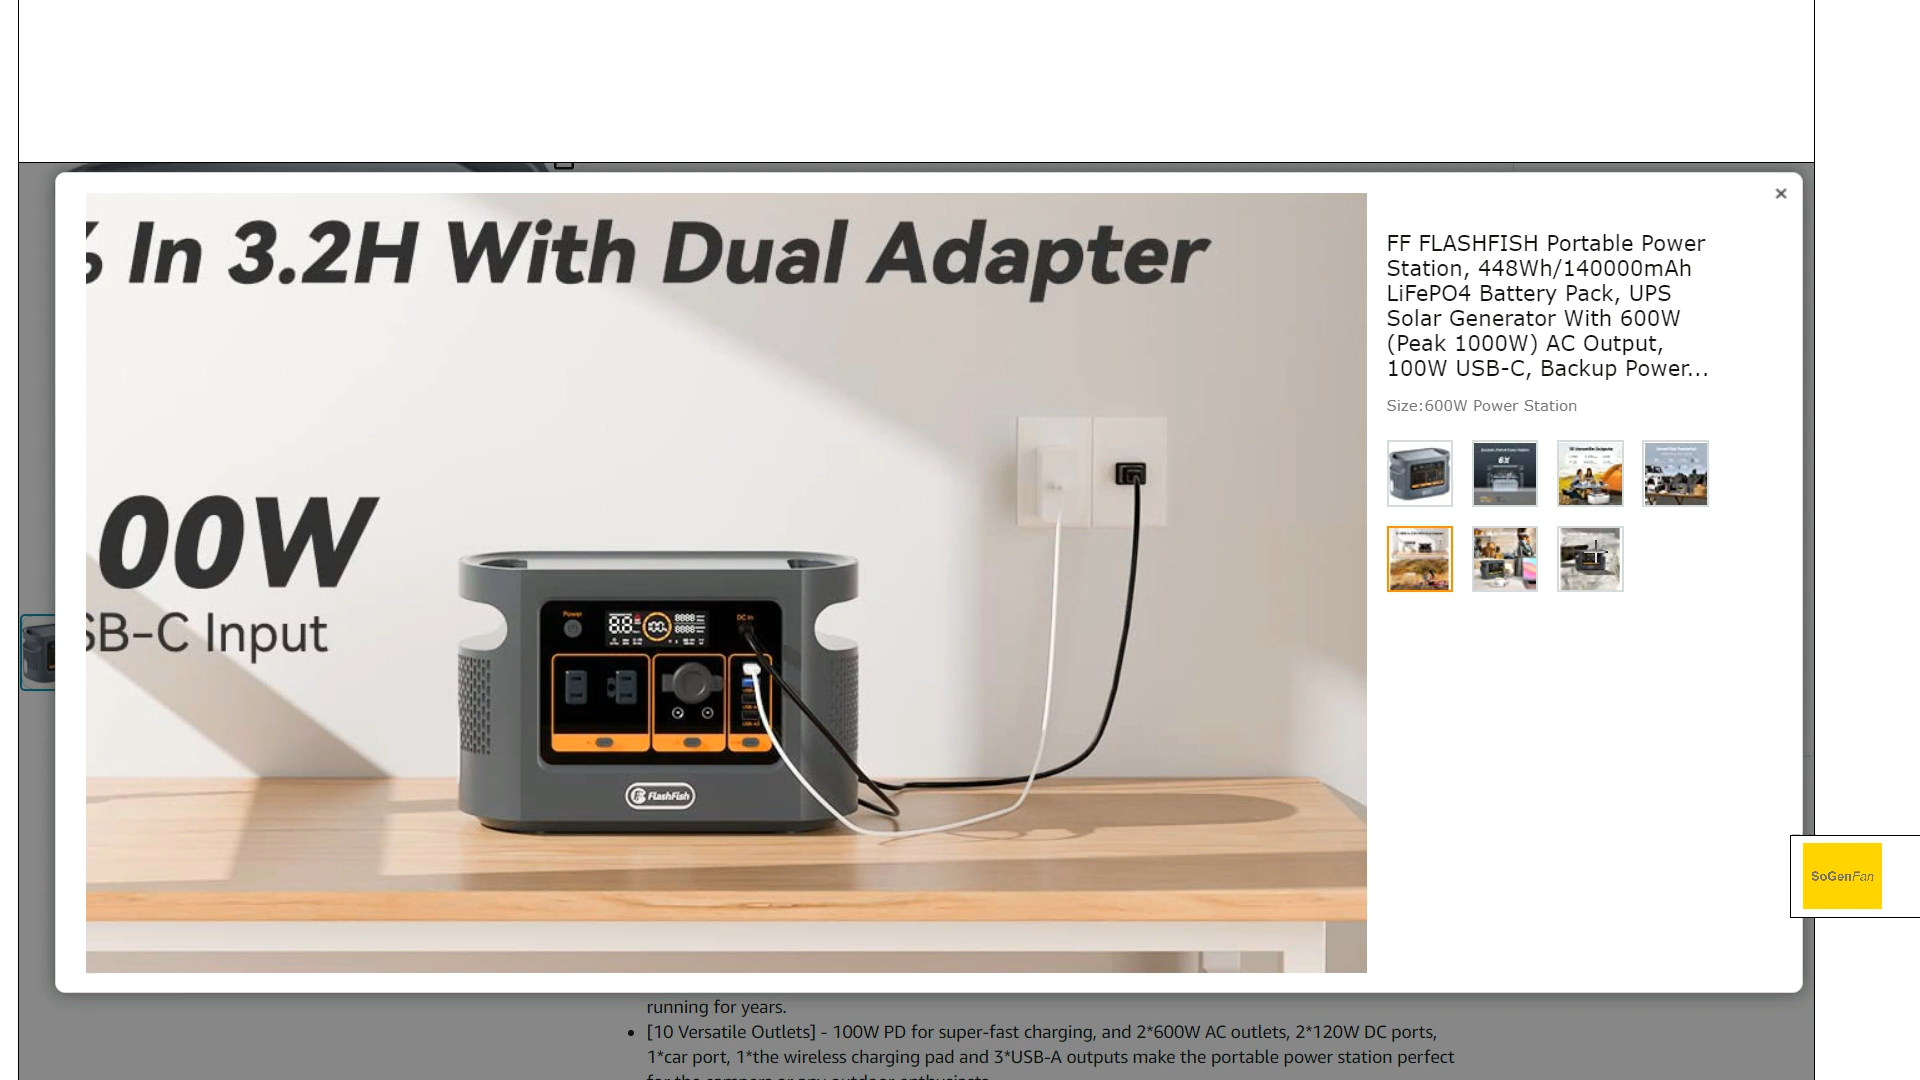 In 3.2H With Dual Adapter
00W
Input
Power
DC In
FlashFish
×
FF FLASHFISH Portable Power
Station, 448Wh/140000mAh
LiFePO4 Battery Pack, UPS
Solar Generator With 600W
(Peak 1000W) AC Output,
100W USB-C, Backup Power...
Size:600W Power Station
6X
SoGenFan
running for years.
[10 Versatile Outlets] - 100W PD for super-fast charging, and 2*600W AC outlets, 2*120W DC ports,
1*car port, 1*the wireless charging pad and 3*USB-A outputs make the portable power station perfect